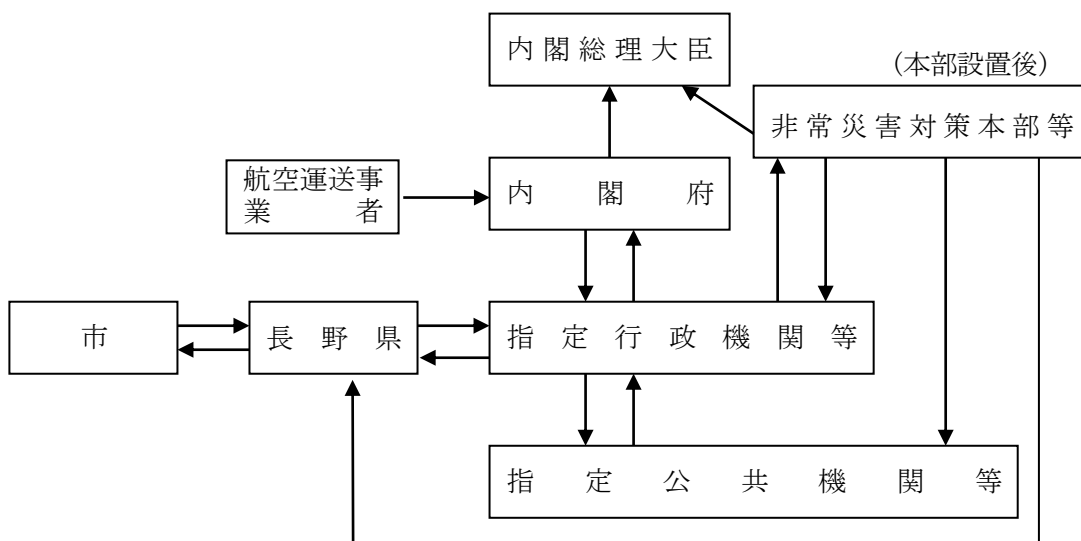 内閣総理大臣
(本部設置後)
非常災害対策本部等
航空運送事
業者
内閣府
市
長野県
指定行政機関等
指定公共機関等